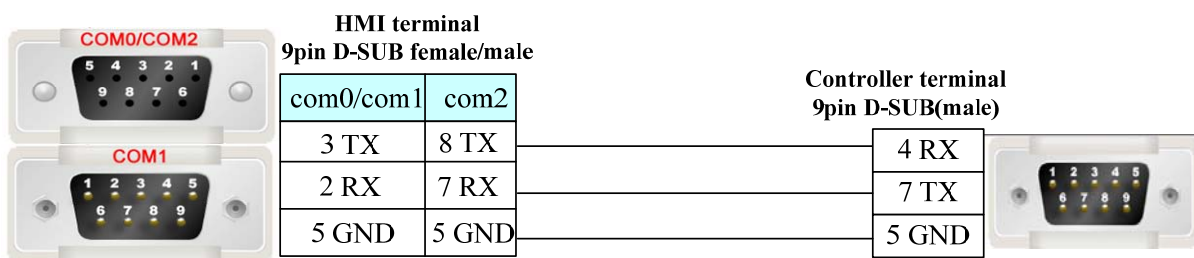 COM0/COM2
5 4 3 2 1
9 8 7 6
COM1
1 2 3 4 5
6 7 8 9
HMI terminal
9pin D-SUB female/male
com0/com1 com2
3 TX 8 TX
2 RX 7 RX
5 GND 5 GND
Controller terminal
9pin D-SUB(male)
4 RX
7 TX
5 GND
1 2 3 4 5
6 7 8 9